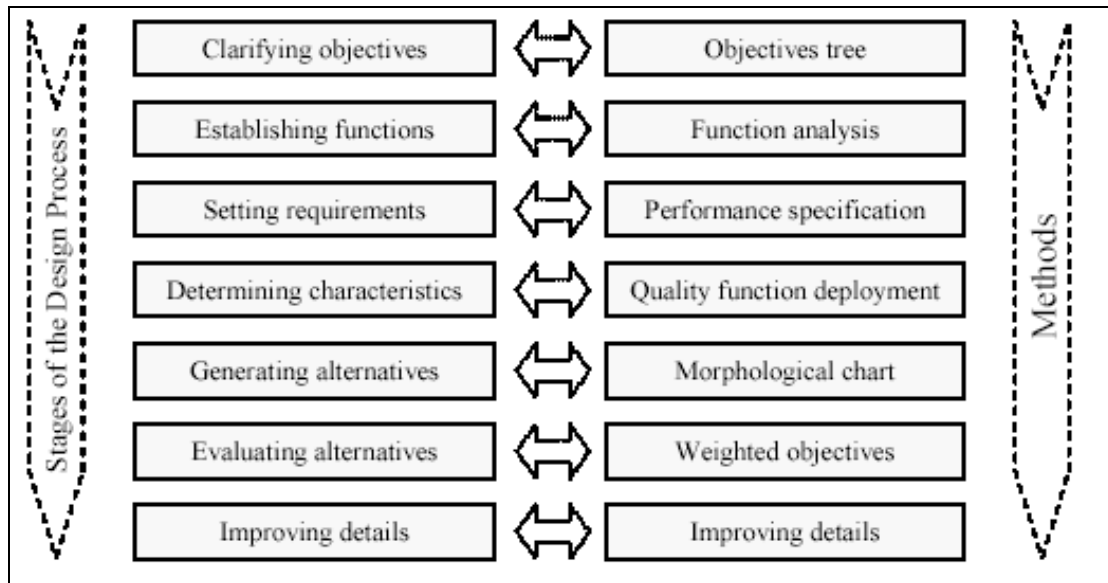 Stages of the Design Process
Clarifying objectives
Objectives tree
Establishing functions
Function analysis
Setting requirements
Performance specification
Determining characteristics
Quality function deployment
Generating alternatives
Morphological chart
Evaluating alternatives
Weighted objectives
Improving details
Improving details
Methods